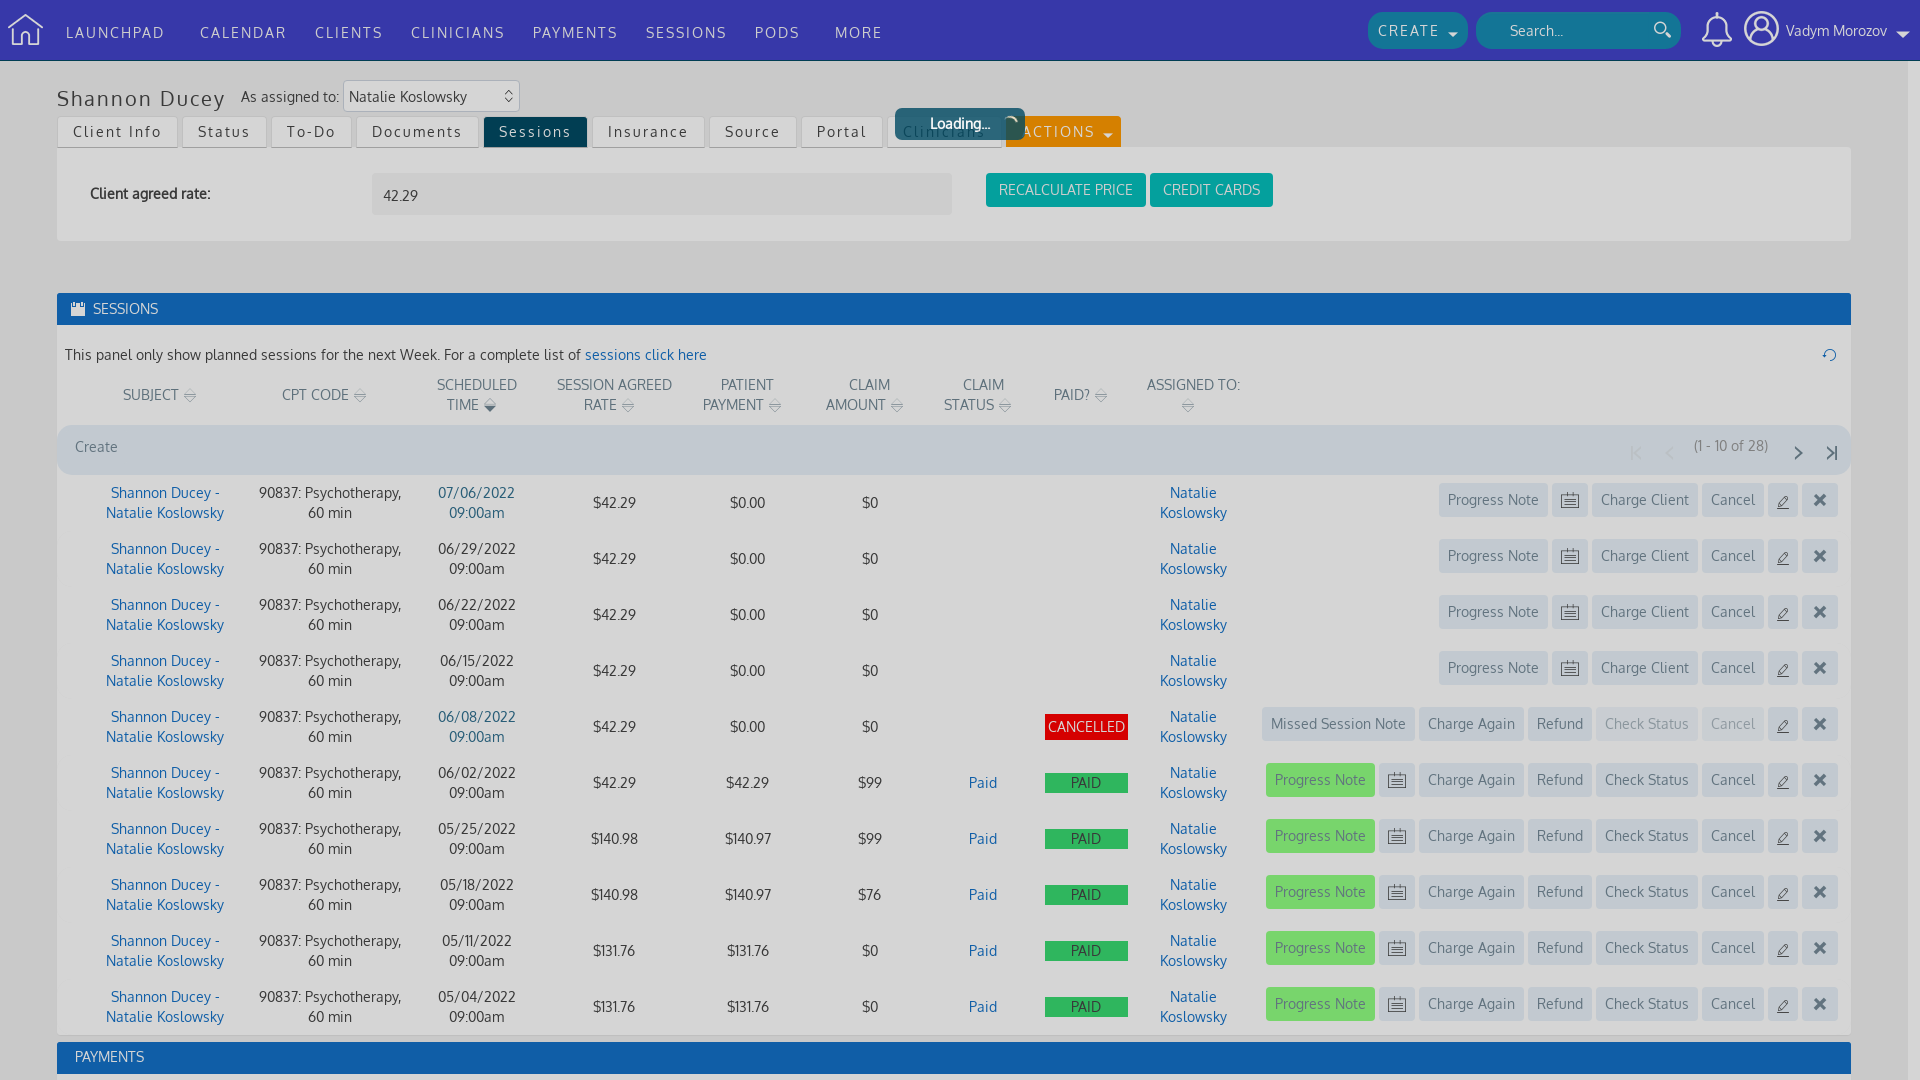 LAUNCHPAD CALENDAR CLIENTS CLINICIANS PAYMENTS SESSIONS PODS MORE CREATE Search... Vadym Morozov
Shannon Ducey As assigned to: Natalie Koslowsky
Loading...
Client Info Status To-Do Documents Sessions Insurance Source Portal Clinicians ACTIONS
Client agreed rate: 42.29 RECALCULATE PRICE CREDIT CARDS
SESSIONS
This panel only show planned sessions for the next Week. For a complete list of sessions click here
SUBJECT CPT CODE SCHEDULED TIME SESSION AGREED RATE PATIENT PAYMENT CLAIM AMOUNT CLAIM STATUS PAID? ASSIGNED TO:
Create (1 - 10 of 28)
Shannon Ducey - Natalie Koslowsky 90837: Psychotherapy, 60 min 07/06/2022 09:00am $42.29 $0.00 $0 Natalie Koslowsky Progress Note Charge Client Cancel
Shannon Ducey - Natalie Koslowsky 90837: Psychotherapy, 60 min 06/29/2022 09:00am $42.29 $0.00 $0 Natalie Koslowsky Progress Note Charge Client Cancel
Shannon Ducey - Natalie Koslowsky 90837: Psychotherapy, 60 min 06/22/2022 09:00am $42.29 $0.00 $0 Natalie Koslowsky Progress Note Charge Client Cancel
Shannon Ducey - Natalie Koslowsky 90837: Psychotherapy, 60 min 06/15/2022 09:00am $42.29 $0.00 $0 Natalie Koslowsky Progress Note Charge Client Cancel
Shannon Ducey - Natalie Koslowsky 90837: Psychotherapy, 60 min 06/08/2022 09:00am $42.29 $0.00 $0 CANCELLED Natalie Koslowsky Missed Session Note Charge Again Refund Check Status Cancel
Shannon Ducey - Natalie Koslowsky 90837: Psychotherapy, 60 min 06/02/2022 09:00am $42.29 $42.29 $99 Paid PAID Natalie Koslowsky Progress Note Charge Again Refund Check Status Cancel
Shannon Ducey - Natalie Koslowsky 90837: Psychotherapy, 60 min 05/25/2022 09:00am $140.98 $140.97 $99 Paid PAID Natalie Koslowsky Progress Note Charge Again Refund Check Status Cancel
Shannon Ducey - Natalie Koslowsky 90837: Psychotherapy, 60 min 05/18/2022 09:00am $140.98 $140.97 $76 Paid PAID Natalie Koslowsky Progress Note Charge Again Refund Check Status Cancel
Shannon Ducey - Natalie Koslowsky 90837: Psychotherapy, 60 min 05/11/2022 09:00am $131.76 $131.76 $0 Paid PAID Natalie Koslowsky Progress Note Charge Again Refund Check Status Cancel
Shannon Ducey - Natalie Koslowsky 90837: Psychotherapy, 60 min 05/04/2022 09:00am $131.76 $131.76 $0 Paid PAID Natalie Koslowsky Progress Note Charge Again Refund Check Status Cancel
PAYMENTS